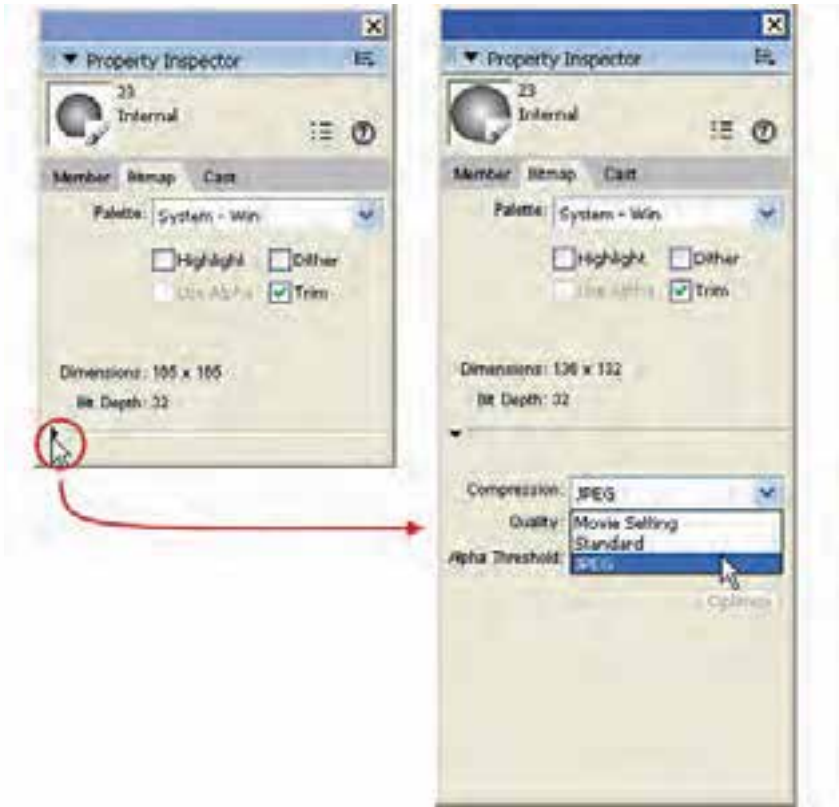 Property Inspector
23
Internal
Member Bitmap Cast
Palette: System - Win
Highlight Dither
Use Alpha Trim
Dimensions: 165 x 165
Bit Depth: 32
Property Inspector
23
Internal
Member Bitmap Cast
Palette: System - Win
Highlight Dither
Use Alpha Trim
Dimensions: 136 x 132
Bit Depth: 32
Compression: JPEG
Quality: Movie Setting
Standard
Alpha Threshold: JPEG